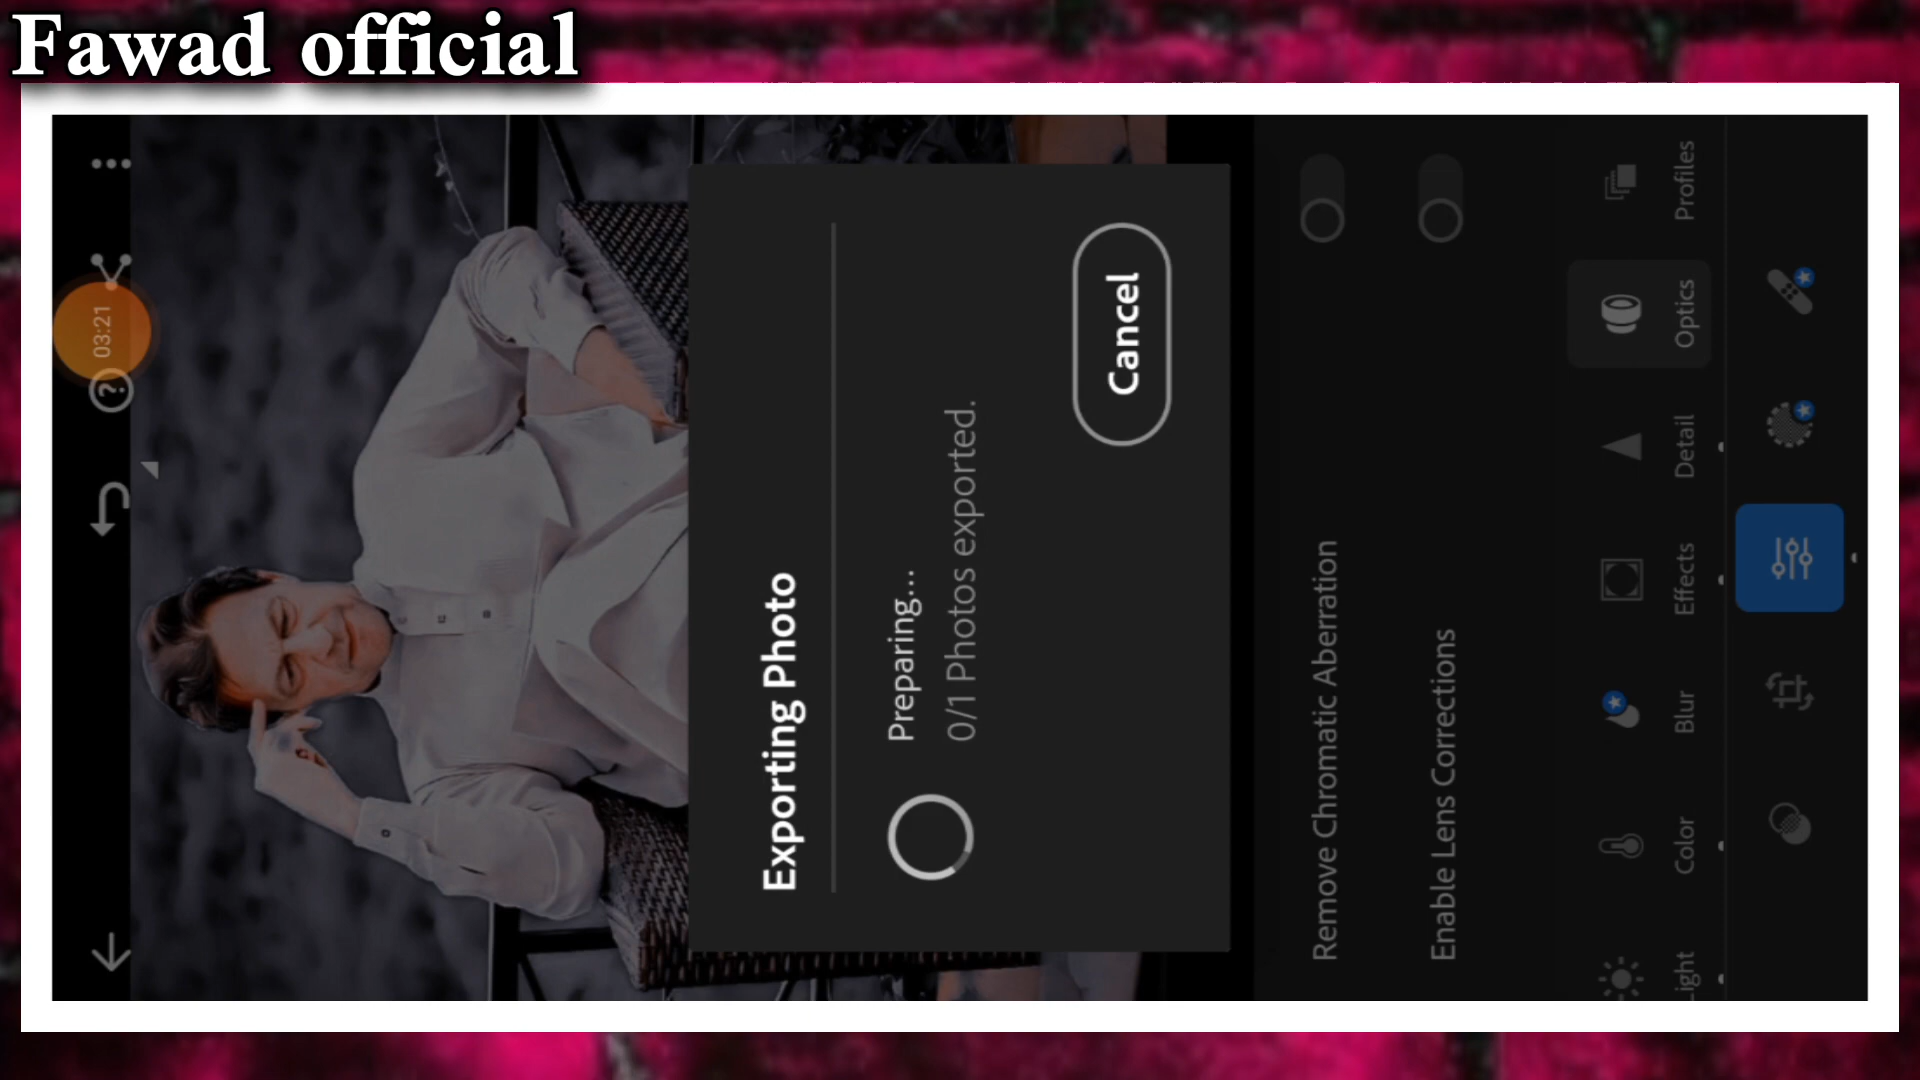 Fawad official
03:21
?
Exporting Photo
Preparing...
0/1 Photos exported.
Cancel
Remove Chromatic Aberration
Enable Lens Corrections
Light
Color
Blur
Effects
Detail
Optics
Profiles